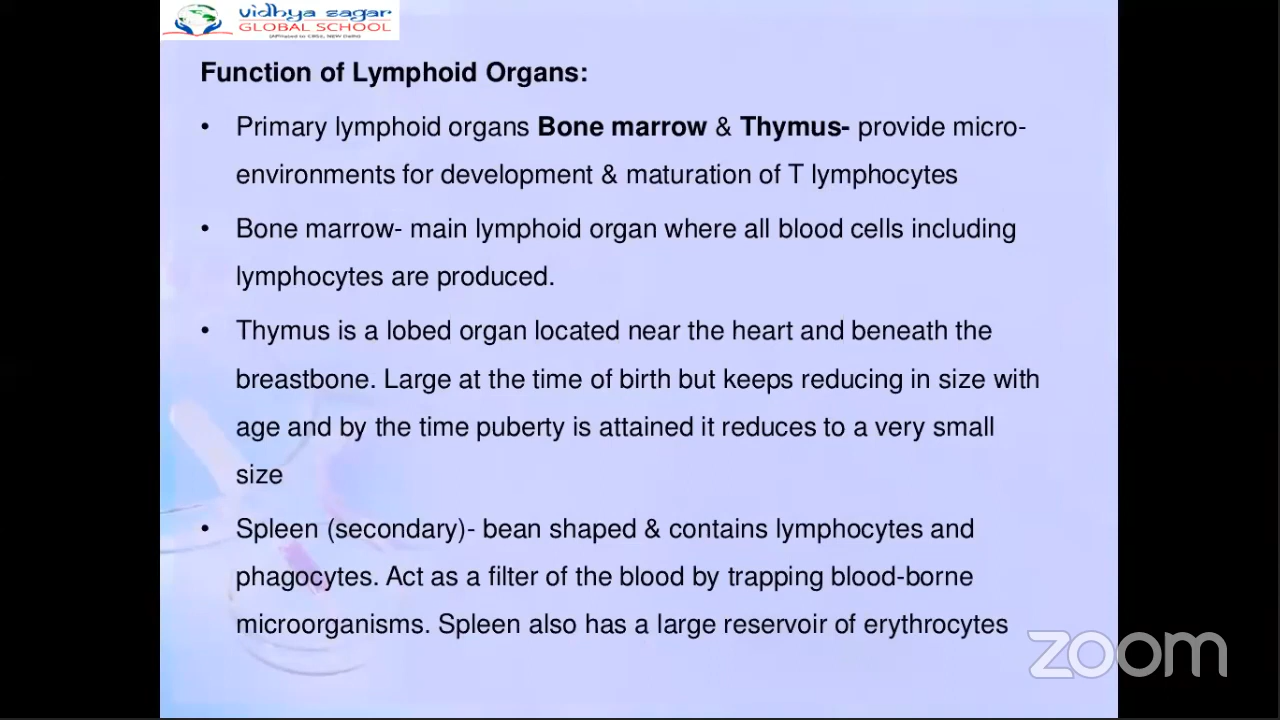 vidhya sagar
GLOBAL SCHOOL
(Affiliated to CBSE, NEW Delhi)
Function of Lymphoid Organs:
• Primary lymphoid organs Bone marrow & Thymus- provide micro-
environments for development & maturation of T lymphocytes
• Bone marrow- main lymphoid organ where all blood cells including
lymphocytes are produced.
• Thymus is a lobed organ located near the heart and beneath the
breastbone. Large at the time of birth but keeps reducing in size with
age and by the time puberty is attained it reduces to a very small
size
• Spleen (secondary)- bean shaped & contains lymphocytes and
phagocytes. Act as a filter of the blood by trapping blood-borne
microorganisms. Spleen also has a large reservoir of erythrocytes
zoom